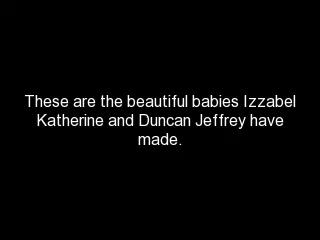 These are the beautiful babies Izzabel
Katherine and Duncan Jeffrey have
made.